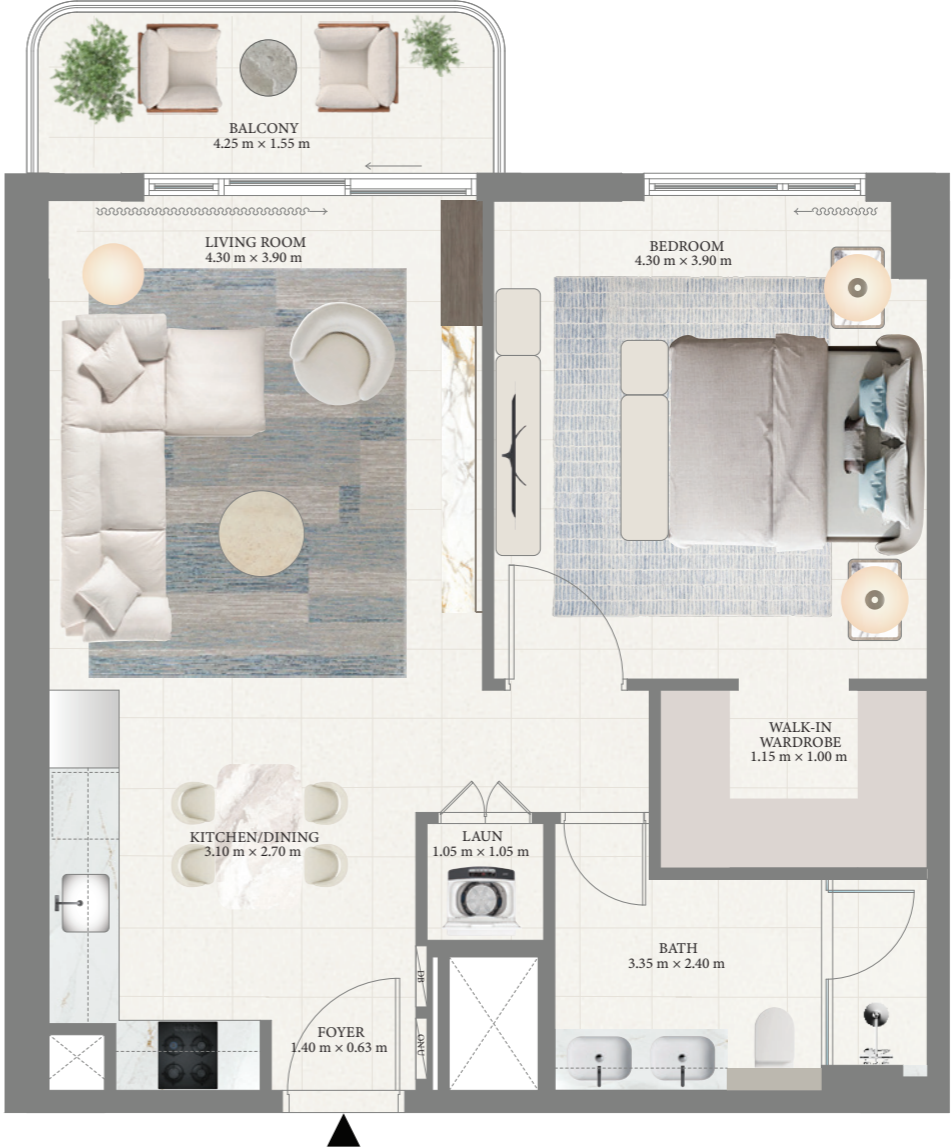 BALCONY
4.25 m × 1.55 m
LIVING ROOM
4.30 m × 3.90 m
BEDROOM
4.30 m × 3.90 m
WALK-IN
WARDROBE
1.15 m × 1.00 m
KITCHEN/DINING
3.10 m × 2.70 m
LAUN
1.05 m × 1.05 m
BATH
3.35 m × 2.40 m
DB
FOYER
1.40 m × 0.63 m
ONU